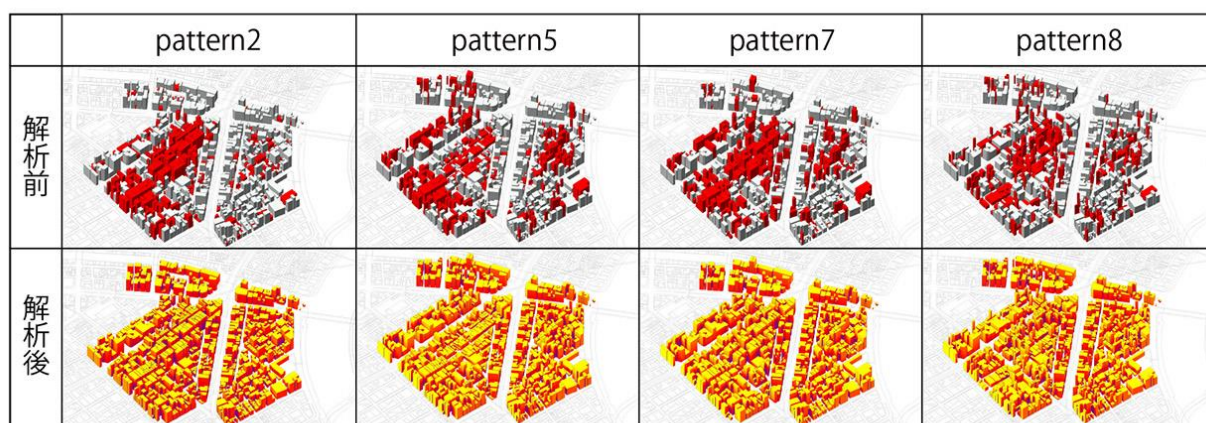 pattern2
pattern5
pattern7
pattern8
解析前
解析後